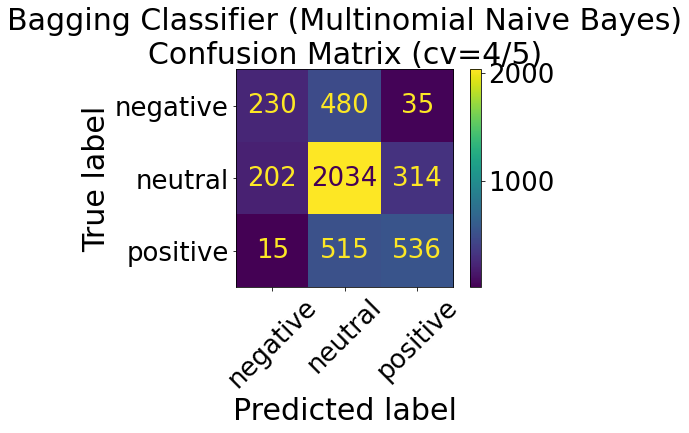 Bagging Classifier (Multinomial Naive Bayes)
Confusion Matrix (cv=4/5)
True label
negative 230 480 35
neutral 202 2034 314
positive 15 515 536
2000
1000
negative neutral positive
Predicted label